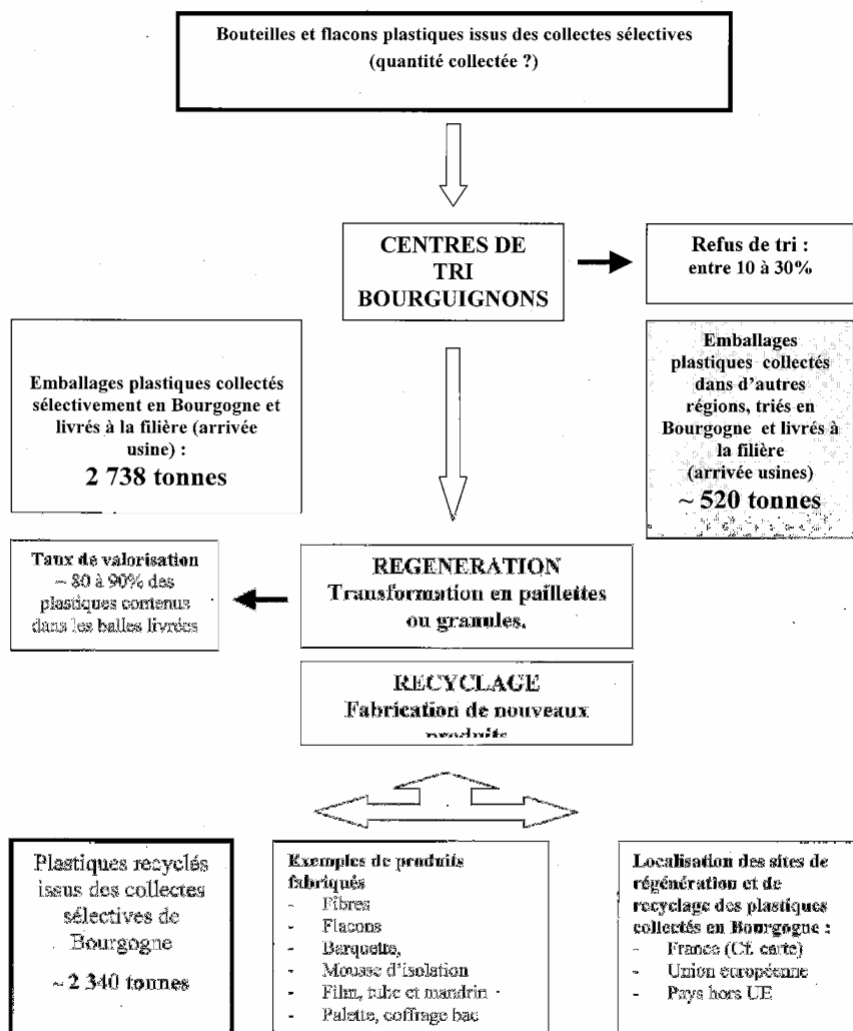 Bouteilles et flacons plastiques issus des collectes sélectives
(quantité collectée ?)
CENTRES DE
TRI
BOURGUIGNONS
Refus de tri :
entre 10 à 30%
Emballages plastiques collectés
sélectivement en Bourgogne et
livrés à la filière (arrivée
usine) :
2 738 tonnes
Emballages
plastiques collectés
dans d'autres
régions, triés en
Bourgogne et livrés à
la filière
(arrivée usines)
~ 520 tonnes
Taux de valorisation
~ 80 à 90% des
plastiques contenus
dans les balles livrées
REGENERATION
Transformation en paillettes
ou granules.
RECYCLAGE
Fabrication de nouveaux
produits
Plastiques recyclés
issus des collectes
sélectives de
Bourgogne
~ 2 340 tonnes
Exemples de produits
fabriqués
- Fibres
- Flacons
- Barquette,
- Mousse d'isolation
- Film, tube et mandrin
- Palette, coffrage bac
Localisation des sites de
régénération et de
recyclage des plastiques
collectés en Bourgogne :
- France (Cf. carte)
- Union européenne
- Pays hors UE